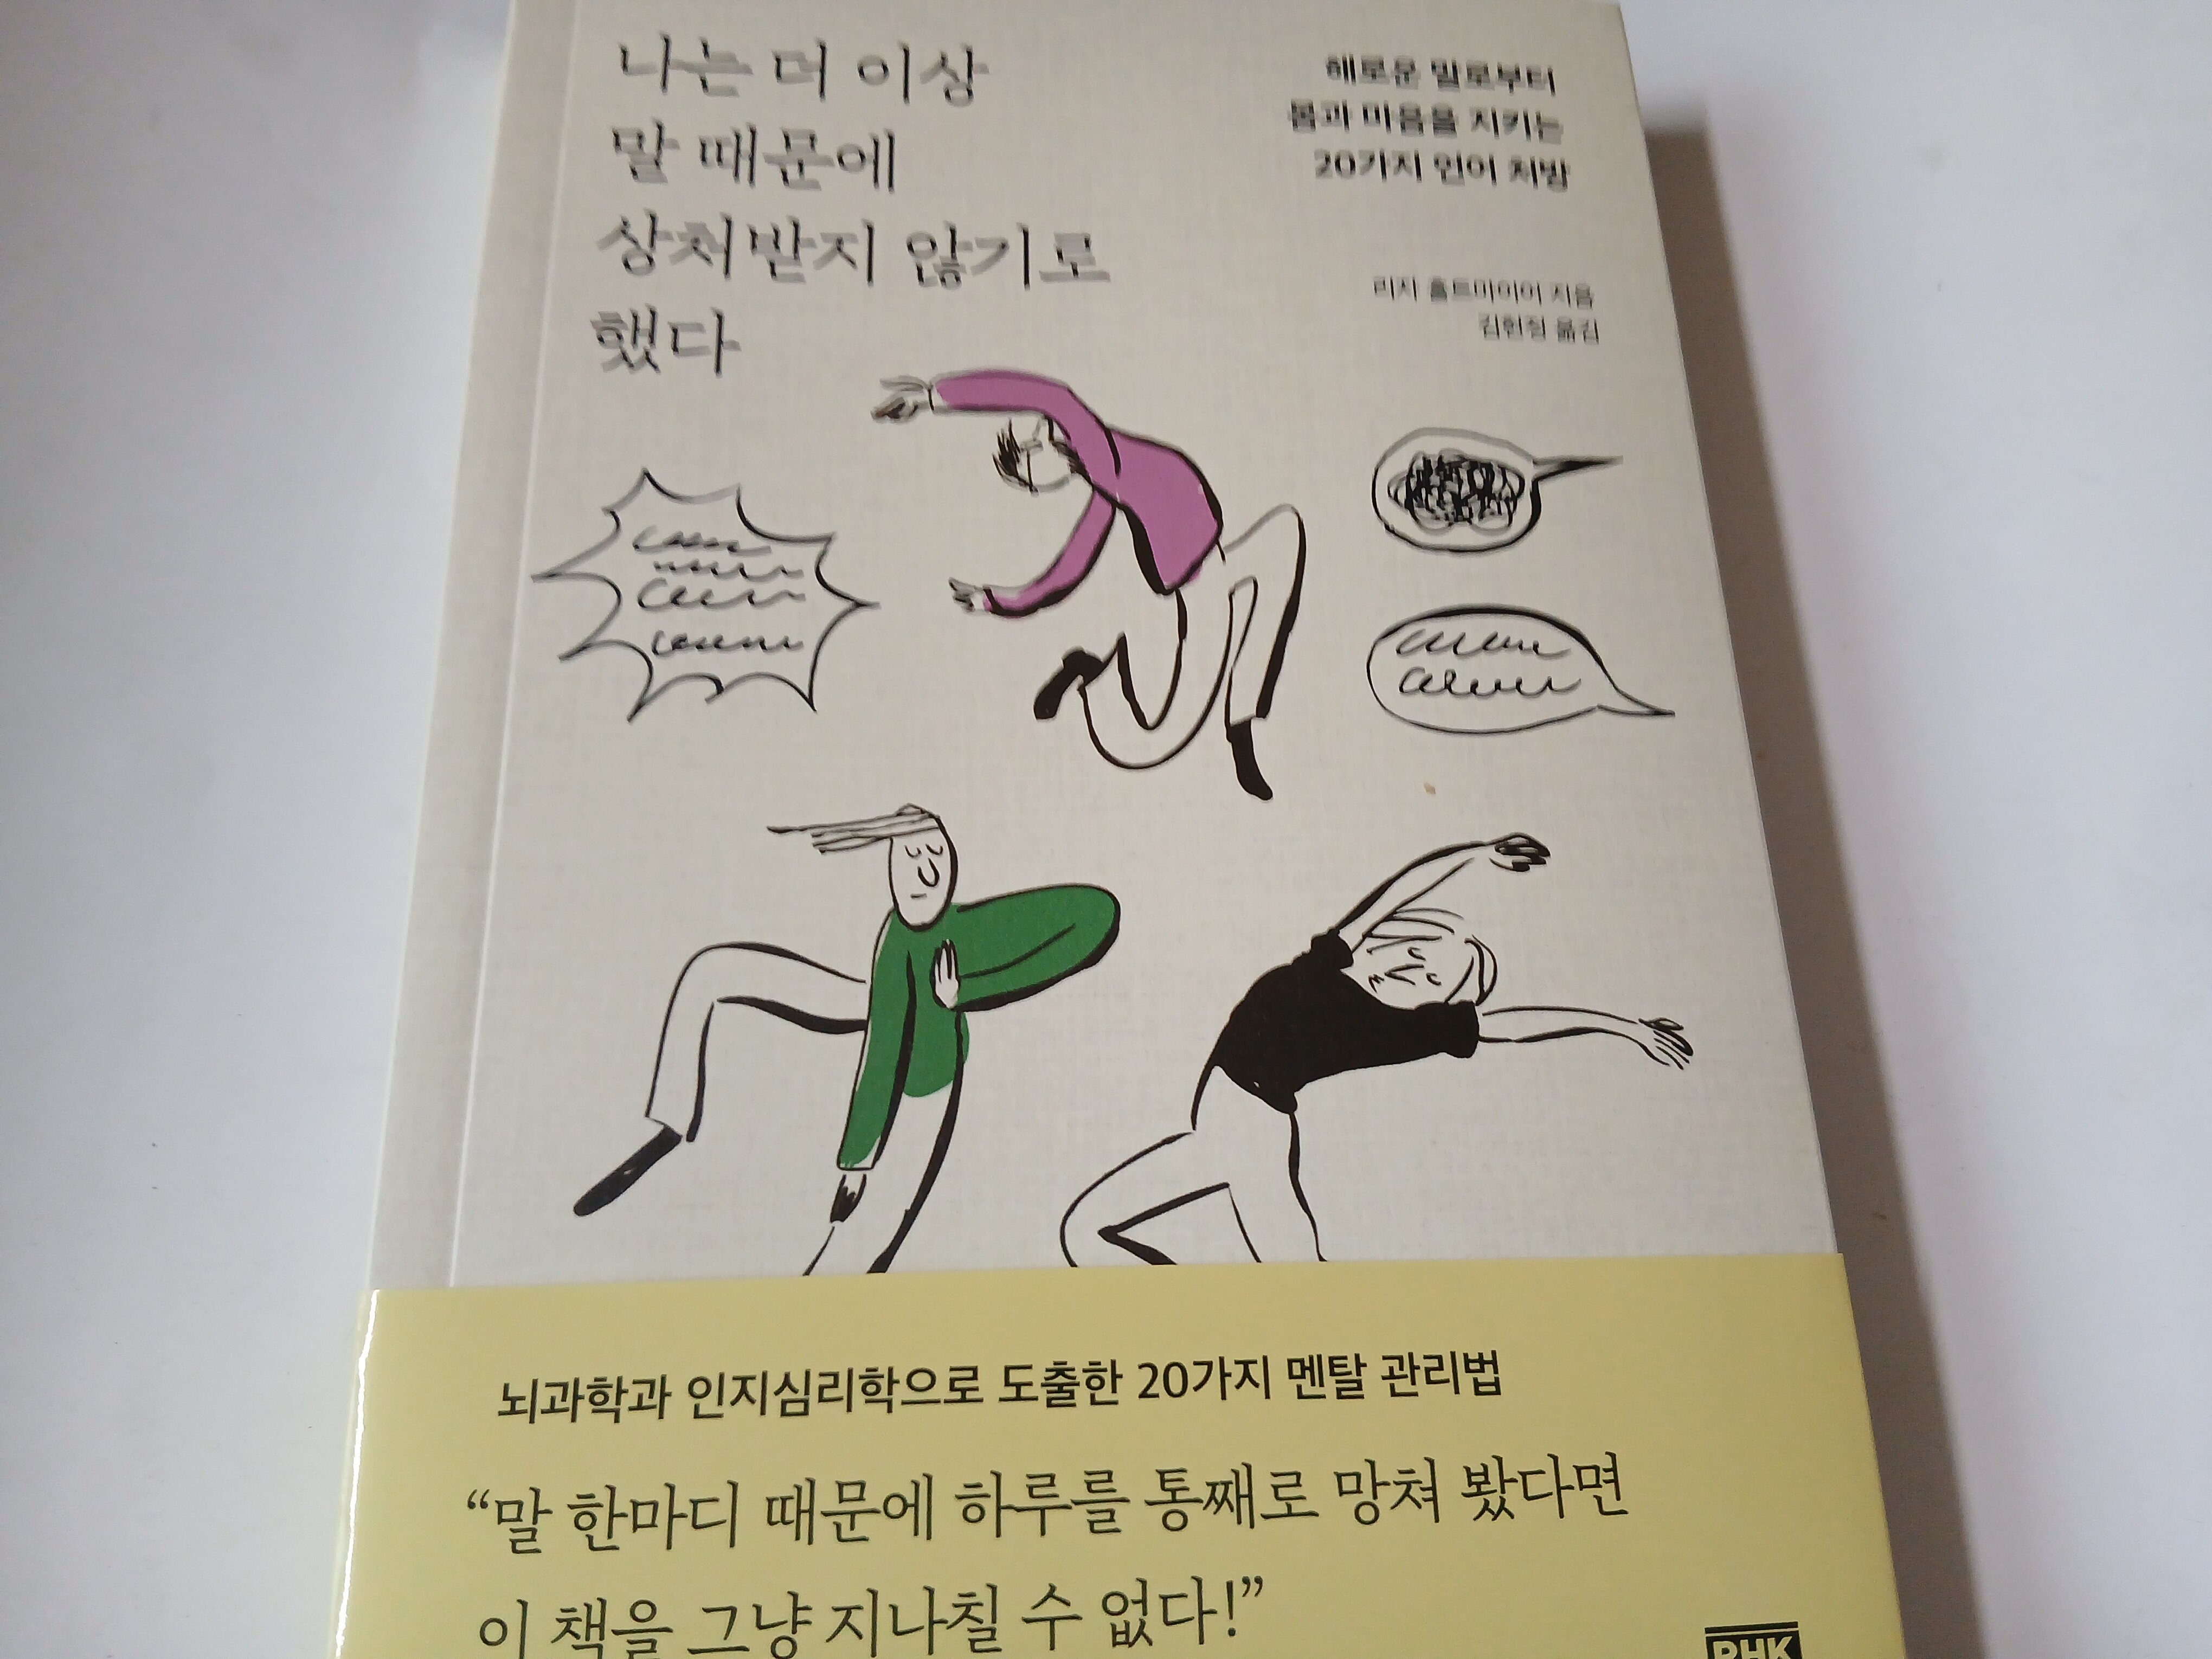 나는 더 이상
말 때문에
상처받지 않기로
했다
해로운 말로부터
몸과 마음을 지키는
20가지 언어 처방
리지 홀트마이어 지음
김현정 옮김
뇌과학과 인지심리학으로 도출한 20가지 멘탈 관리법
“말 한마디 때문에 하루를 통째로 망쳐 봤다면
이 책을 그냥 지나칠 수 없다!”
RHK